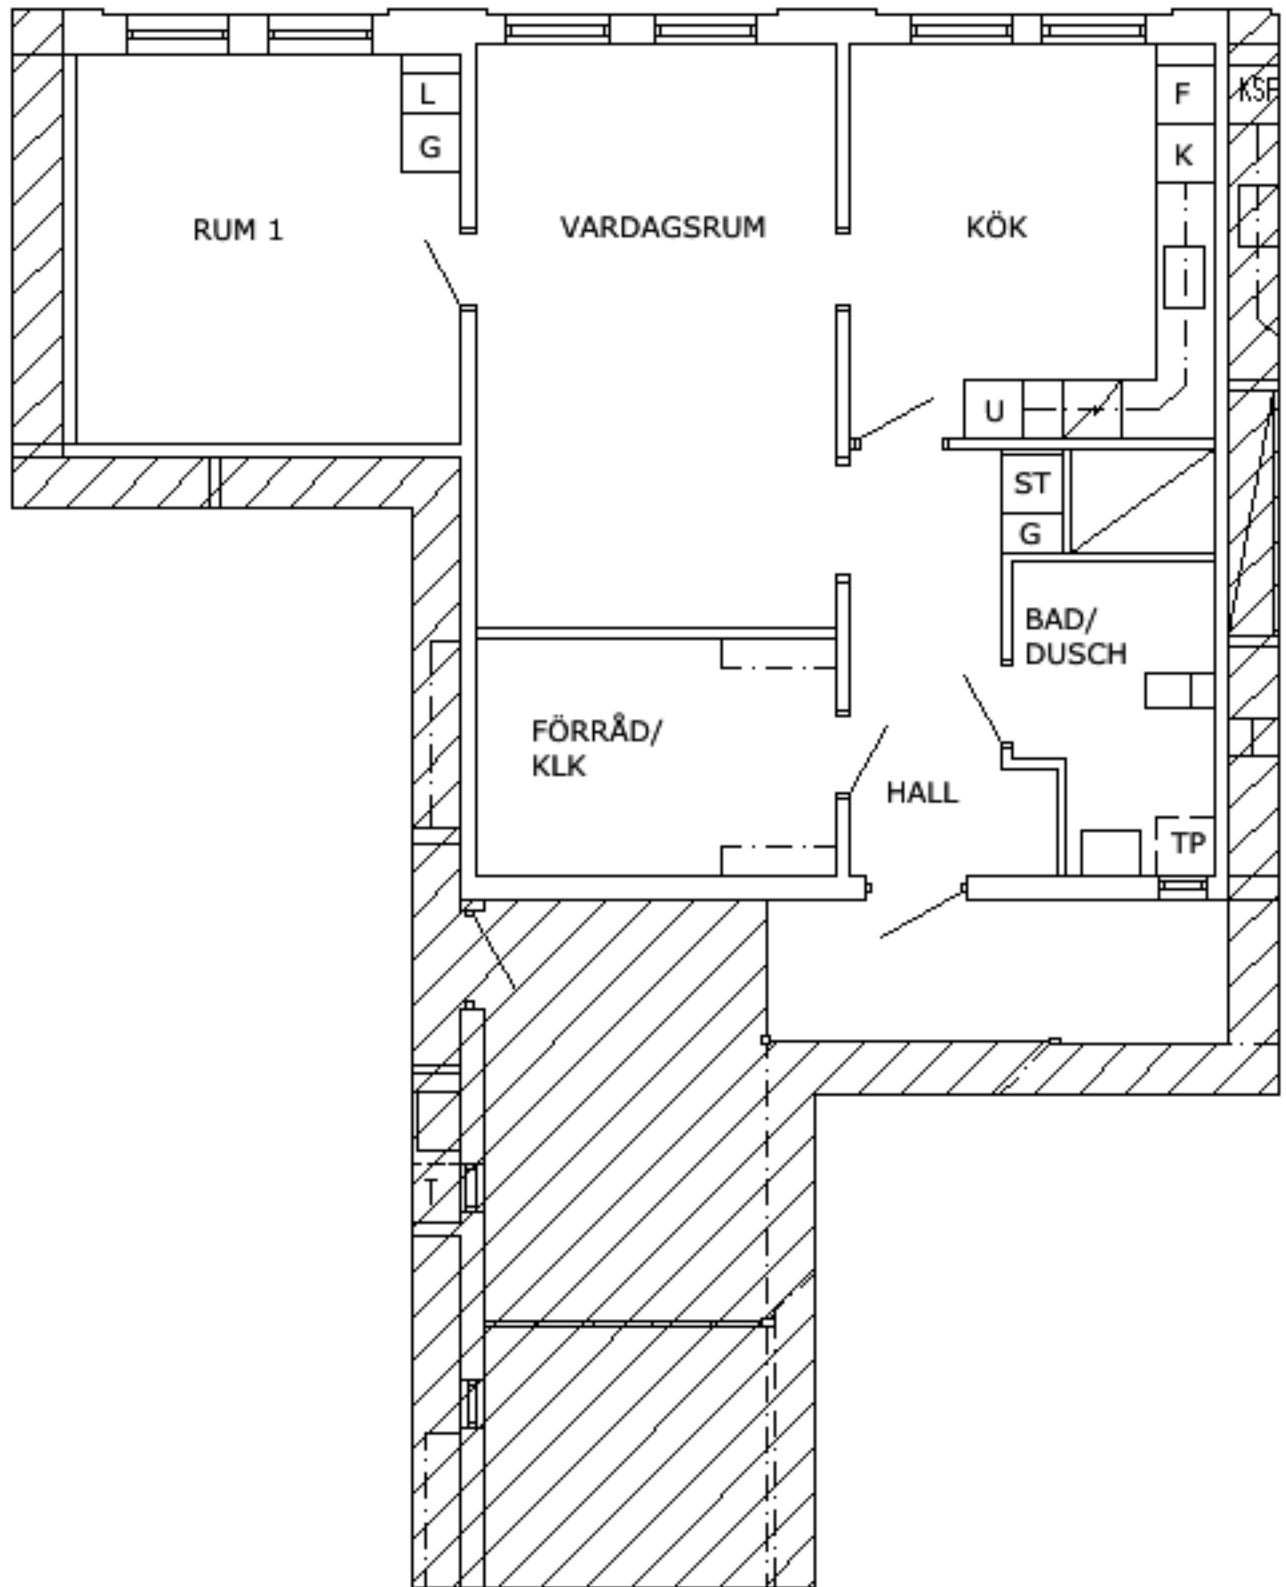 L
F
KSF
G
K
RUM 1
VARDAGSRUM
KÖK
U
ST
G
BAD/
DUSCH
FÖRRÅD/
KLK
HALL
TP
T